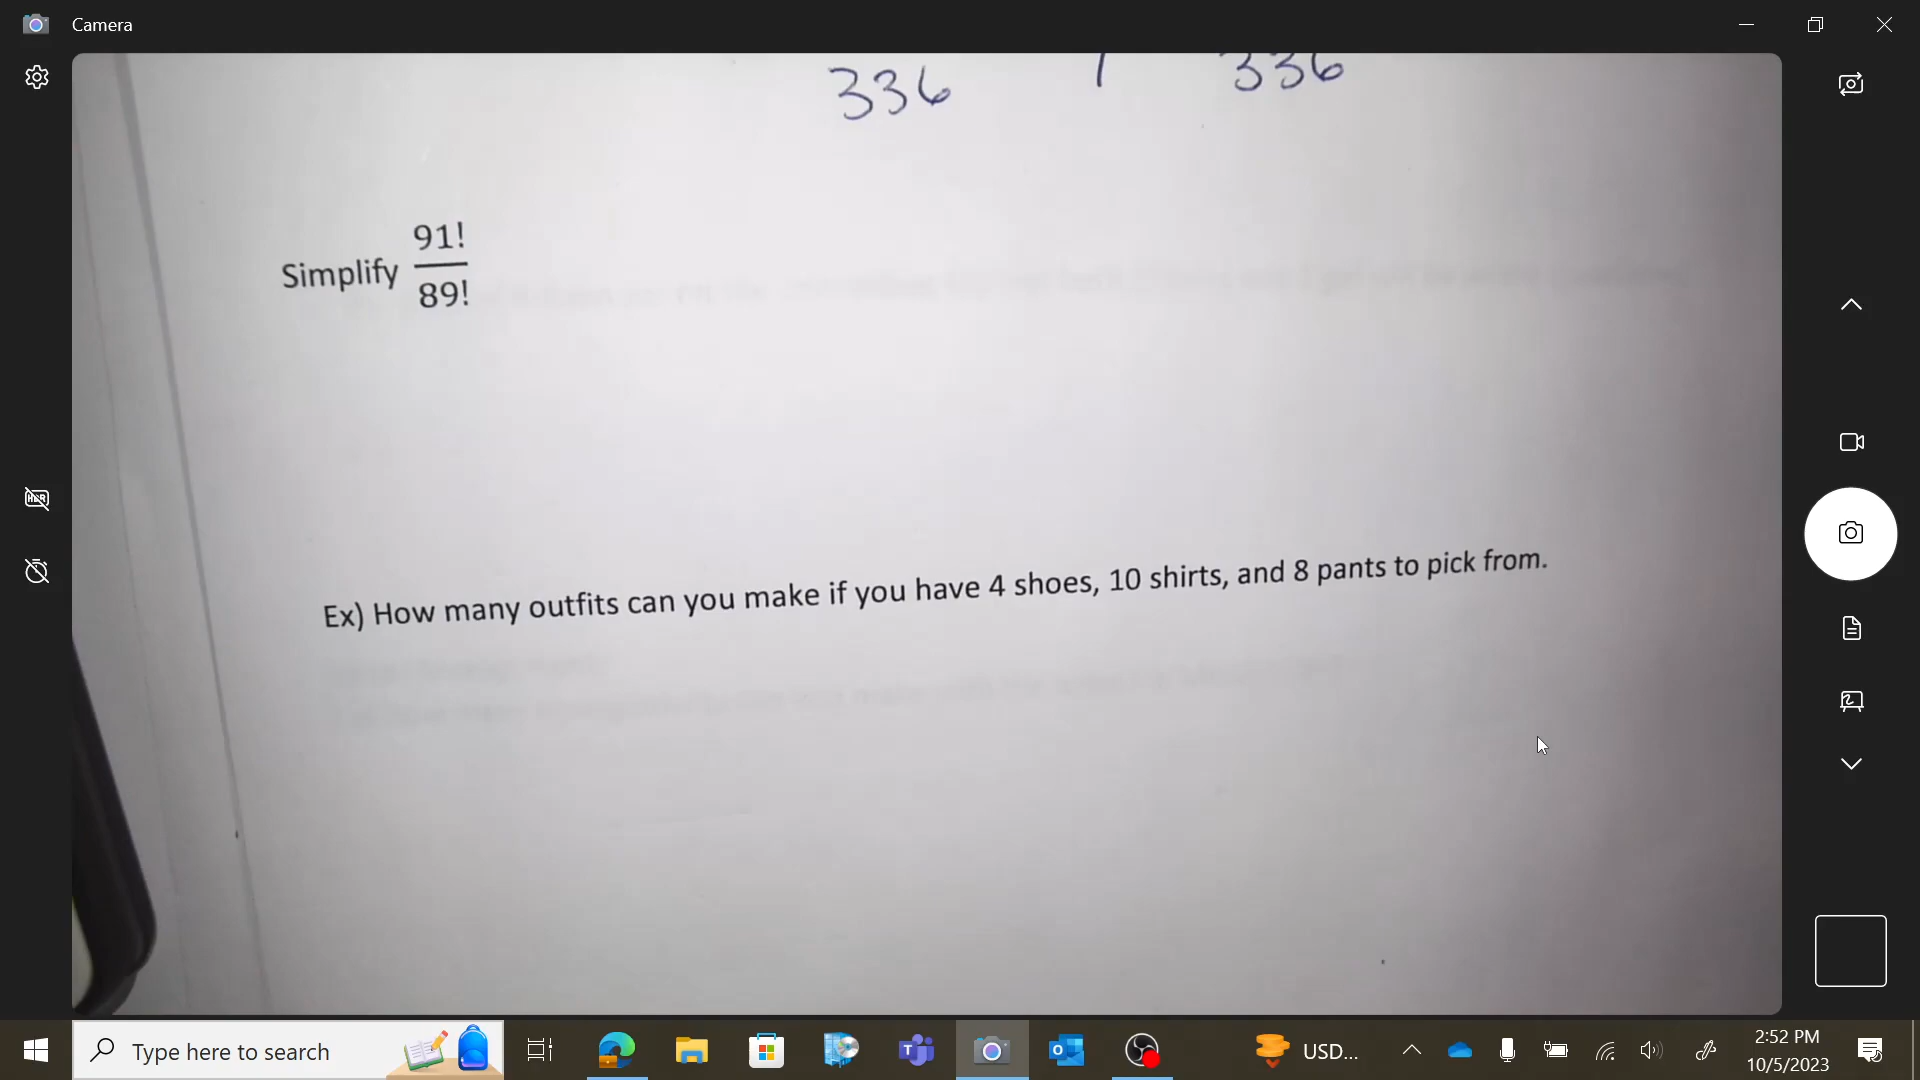 Camera
336 336
Simplify 91!
89!
Ex) How many outfits can you make if you have 4 shoes, 10 shirts, and 8 pants to pick from.
Type here to search
USD...
2:52 PM
10/5/2023